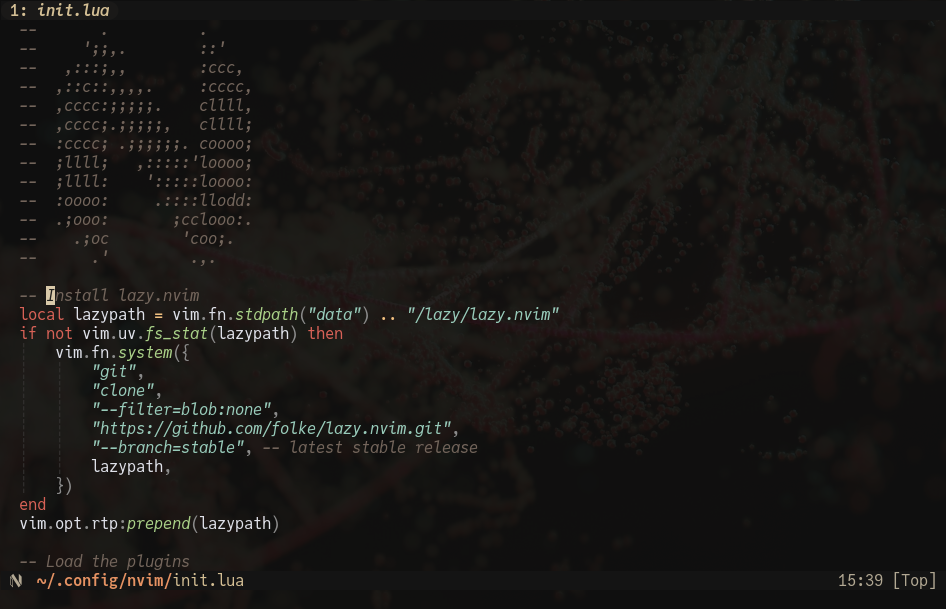 1: init.lua
--       .          .
--     ';;,.        ::'
--   ,:::;,,        :ccc,
--  ,::c::,,,,.     :cccc,
--  ,cccc:;;;;;.    cllll,
--  ,cccc;.;;;;;,   cllll;
--  :cccc; .;;;;;;. coooo;
--  ;llll;   ,:::::'loooo;
--  ;llll:    ':::::loooo:
--  :oooo:     .::::llodd:
--  .;ooo:       ;cclooo:.
--    .;oc        'coo;.
--      .'         .,.
-- Install lazy.nvim
local lazypath = vim.fn.stdpath("data") .. "/lazy/lazy.nvim"
if not vim.uv.fs_stat(lazypath) then
    vim.fn.system({
        "git",
        "clone",
        "--filter=blob:none",
        "https://github.com/folke/lazy.nvim.git",
        "--branch=stable", -- latest stable release
        lazypath,
    })
end
vim.opt.rtp:prepend(lazypath)
-- Load the plugins
N ~/.config/nvim/init.lua 15:39 [Top]